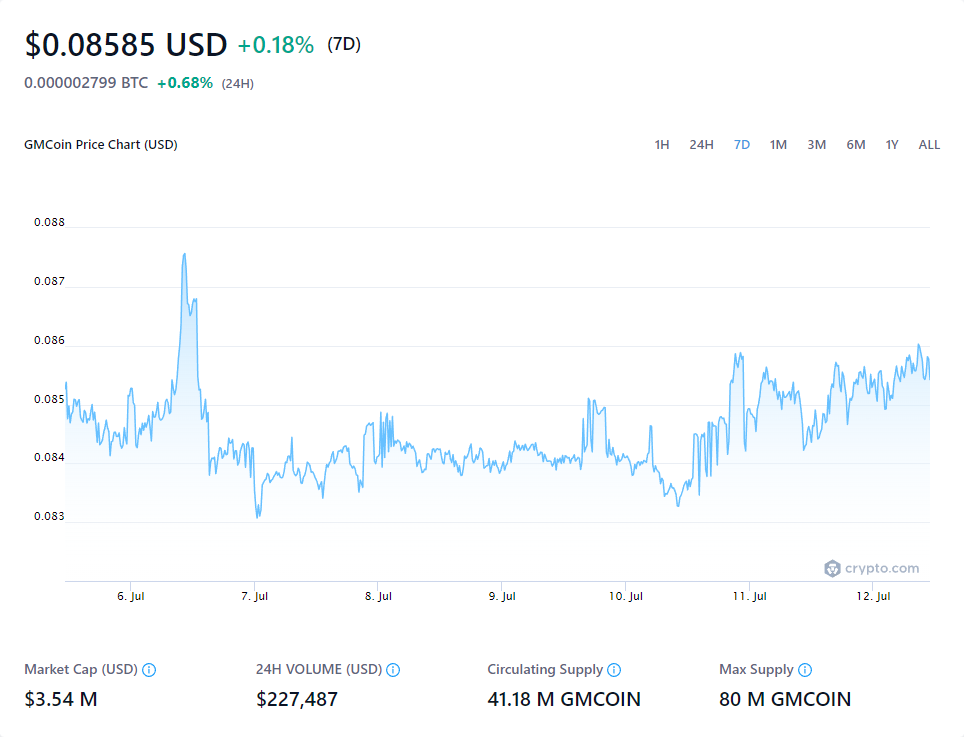 $0.08585 USD +0.18% (7D)
0.000002799 BTC +0.68% (24H)
GMCoin Price Chart (USD) 1H 24H 7D 1M 3M 6M 1Y ALL
0.088
0.087
0.086
0.085
0.084
0.083
crypto.com
6. Jul 7. Jul 8. Jul 9. Jul 10. Jul 11. Jul 12. Jul
Market Cap (USD) 24H VOLUME (USD) Circulating Supply Max Supply
$3.54 M $227,487 41.18 M GMCOIN 80 M GMCOIN